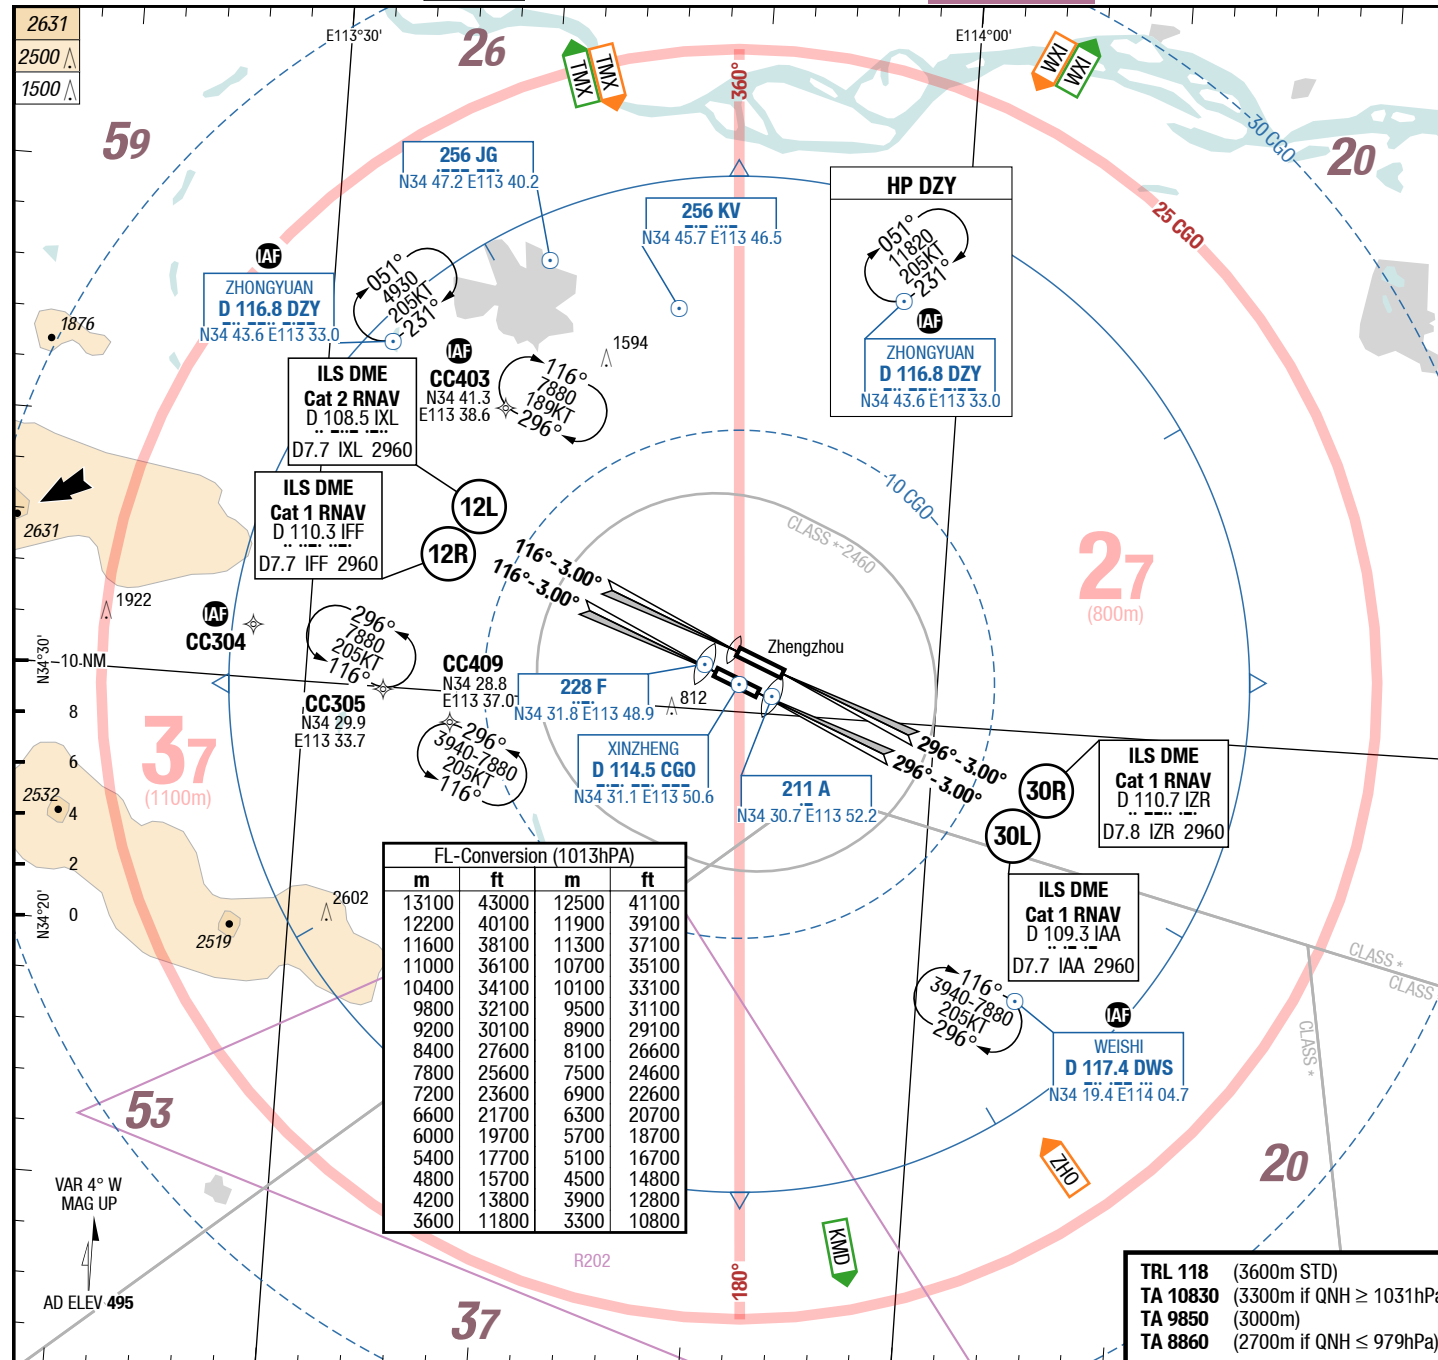 2631
2500
1500
E113°30'
E114°00'
26
59
20
TMX
TMX
WXI
WXI
360°
30 CGO
25 CGO
256 JG
N34 47.2 E113 40.2
256 KV
N34 45.7 E113 46.5
HP DZY
051°
11820
205KT
231°
IAF
ZHONGYUAN
D 116.8 DZY
N34 43.6 E113 33.0
IAF
ZHONGYUAN
D 116.8 DZY
N34 43.6 E113 33.0
051°
4930
205KT
231°
1876
1594
IAF
CC403
N34 41.3
E113 38.6
116°
7880
189KT
296°
ILS DME
Cat 2 RNAV
D 108.5 IXL
D7.7 IXL 2960
ILS DME
Cat 1 RNAV
D 110.3 IFF
D7.7 IFF 2960
12L
12R
10 CGO
CLASS *-2460
2631
116°-3.00°
116°-3.00°
27
(800m)
1922
IAF
CC304
296°
7880
205KT
116°
Zhengzhou
N34°30'
10 NM
8
6
4
2
0
N34°20'
CC305
N34 29.9
E113 33.7
CC409
N34 28.8
E113 37.0
296°
3940-7880
205KT
116°
228 F
N34 31.8 E113 48.9
812
XINZHENG
D 114.5 CGO
N34 31.1 E113 50.6
211 A
N34 30.7 E113 52.2
296°-3.00°
296°-3.00°
30R
30L
ILS DME
Cat 1 RNAV
D 110.7 IZR
D7.8 IZR 2960
ILS DME
Cat 1 RNAV
D 109.3 IAA
D7.7 IAA 2960
37
(1100m)
2532
2602
2519
FL-Conversion (1013hPA)
m ft m ft
13100 43000 12500 41100
12200 40100 11900 39100
11600 38100 11300 37100
11000 36100 10700 35100
10400 34100 10100 33100
9800 32100 9500 31100
9200 30100 8900 29100
8400 27600 8100 26600
7800 25600 7500 24600
7200 23600 6900 22600
6600 21700 6300 20700
6000 19700 5700 18700
5400 17700 5100 16700
4800 15700 4500 14800
4200 13800 3900 12800
3600 11800 3300 10800
CLASS *
CLASS
CLASS *
116°
3940-7880
205KT
296°
IAF
WEISHI
D 117.4 DWS
N34 19.4 E114 04.7
53
20
ZHO
KMD
VAR 4° W
MAG UP
AD ELEV 495
R202
180°
37
TRL 118 (3600m STD)
TA 10830 (3300m if QNH ≥ 1031hPa
TA 9850 (3000m)
TA 8860 (2700m if QNH ≤ 979hPa)